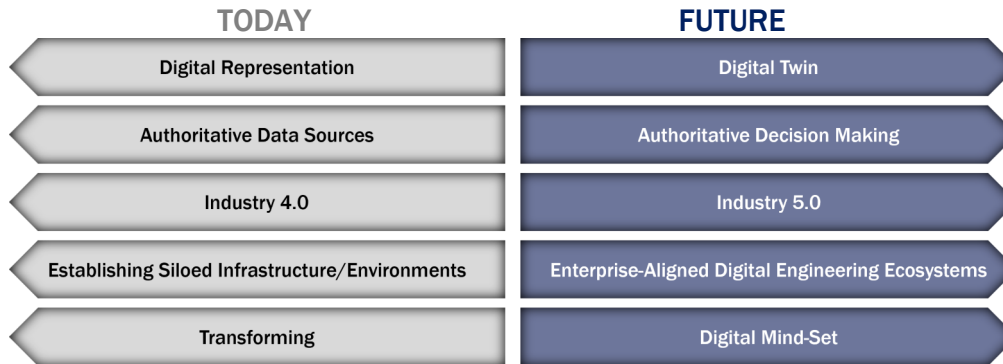 TODAY
FUTURE
Digital Representation
Digital Twin
Authoritative Data Sources
Authoritative Decision Making
Industry 4.0
Industry 5.0
Establishing Siloed Infrastructure/Environments
Enterprise-Aligned Digital Engineering Ecosystems
Transforming
Digital Mind-Set